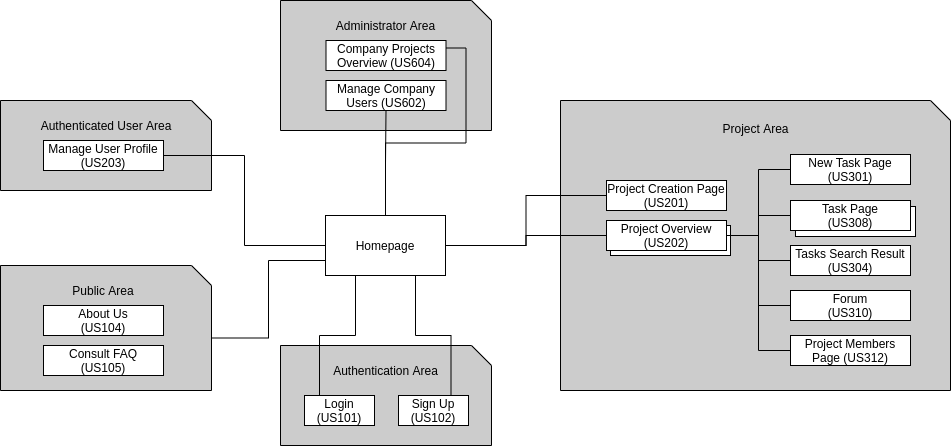 Administrator Area
Company Projects
Overview (US604)
Manage Company
Users (US602)
Authenticated User Area
Manage User Profile
(US203)
Project Area
New Task Page
(US301)
Project Creation Page
(US201)
Task Page
(US308)
Project Overview
(US202)
Homepage
Tasks Search Result
(US304)
Public Area
About Us
(US104)
Forum
(US310)
Consult FAQ
(US105)
Project Members
Page (US312)
Authentication Area
Login
(US101)
Sign Up
(US102)